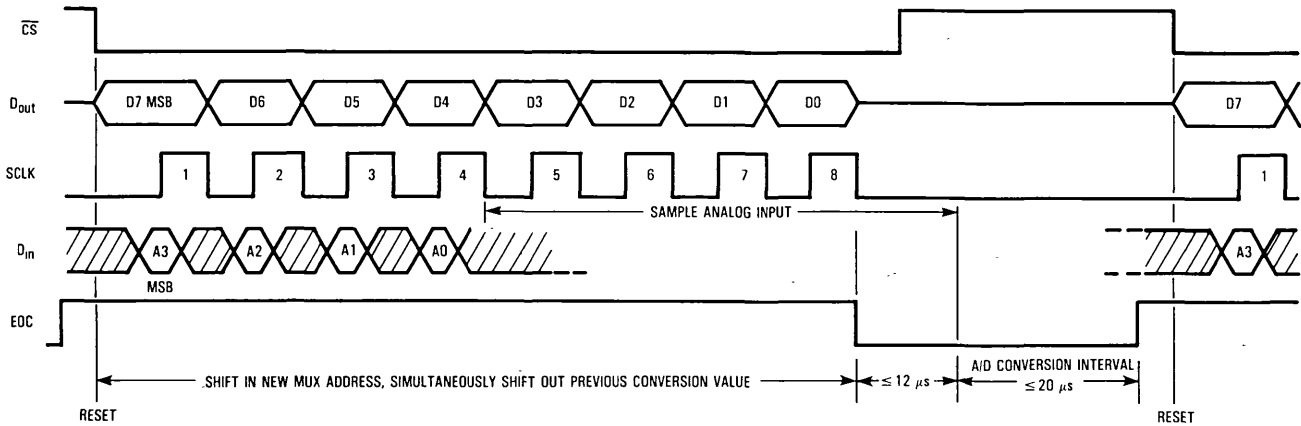 CS
Dout D7 MSB D6 D5 D4 D3 D2 D1 D0 D7
SCLK 1 2 3 4 5 6 7 8 1
SAMPLE ANALOG INPUT
Din A3 A2 A1 A0 A3
MSB
EOC
SHIFT IN NEW MUX ADDRESS, SIMULTANEOUSLY SHIFT OUT PREVIOUS CONVERSION VALUE
≤ 12 μs
A/D CONVERSION INTERVAL
≤ 20 μs
RESET RESET